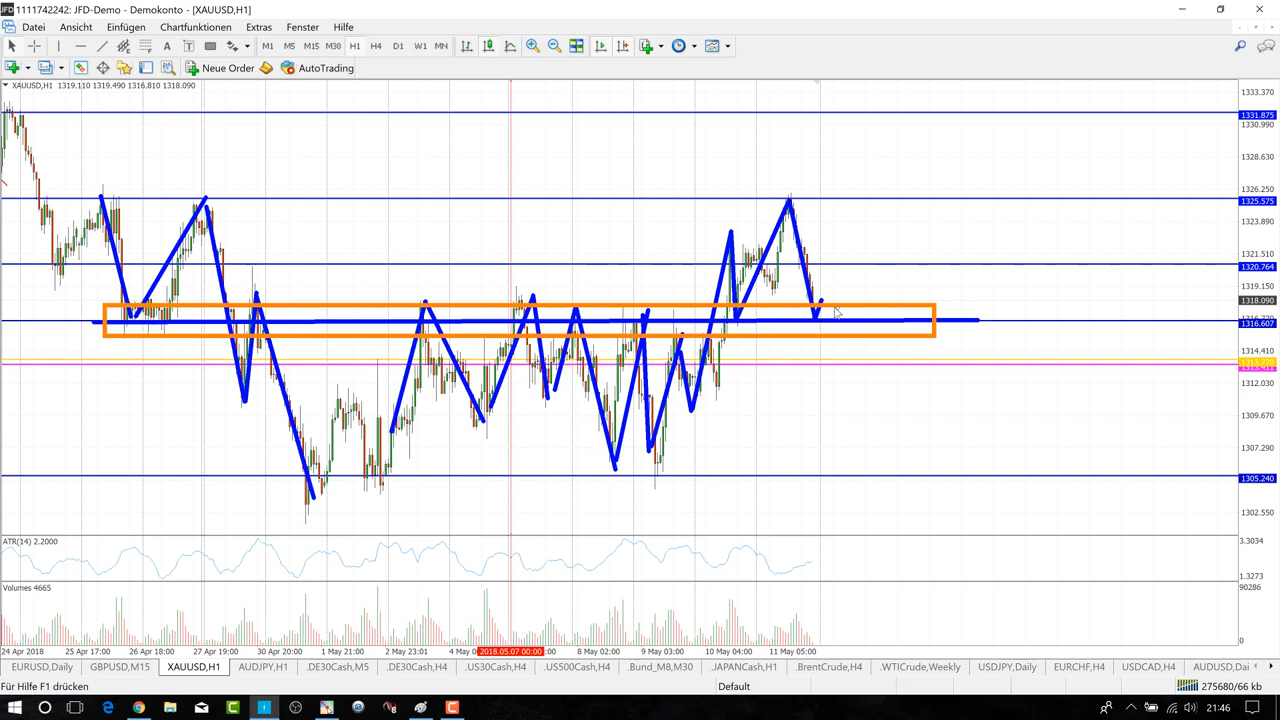 1111742242: JFD-Demo - Demokonto - [XAUUSD,H1]
Datei Ansicht Einfügen Chartfunktionen Extras Fenster Hilfe
A T M1 M5 M15 M30 H1 H4 D1 W1 MN
Neue Order AutoTrading
XAUUSD,H1 1319.110 1319.490 1316.810 1318.090
1333.370
1331.875
1330.990
1328.630
1326.250
1325.575
1323.890
1321.510
1320.764
1318.090
1316.607
1314.410
1313.770
1312.030
1309.670
1307.290
1305.240
1302.550
ATR(14) 2.2000
3.3034
1.3273
Volumes 4665
90286
0
24 Apr 2018 25 Apr 17:00 26 Apr 18:00 27 Apr 19:00 30 Apr 20:00 1 May 21:00 2 May 23:01 4 May 2018.05.07 00:00 :00 8 May 02:00 9 May 03:00 10 May 04:00 11 May 05:00
EURUSD,Daily GBPUSD,M15 XAUUSD,H1 AUDJPY,H1 .DE30Cash,M5 .DE30Cash,H4 .US30Cash,H4 .US500Cash,H4 .Bund_M8,M30 .JAPANCash,H1 .BrentCash,H4 .WTICrude,Weekly USDJPY,Daily EURCHF,H4 USDCAD,H4 AUDUSD,Dai
Für Hilfe F1 drücken Default 275680/66 kb
21:46